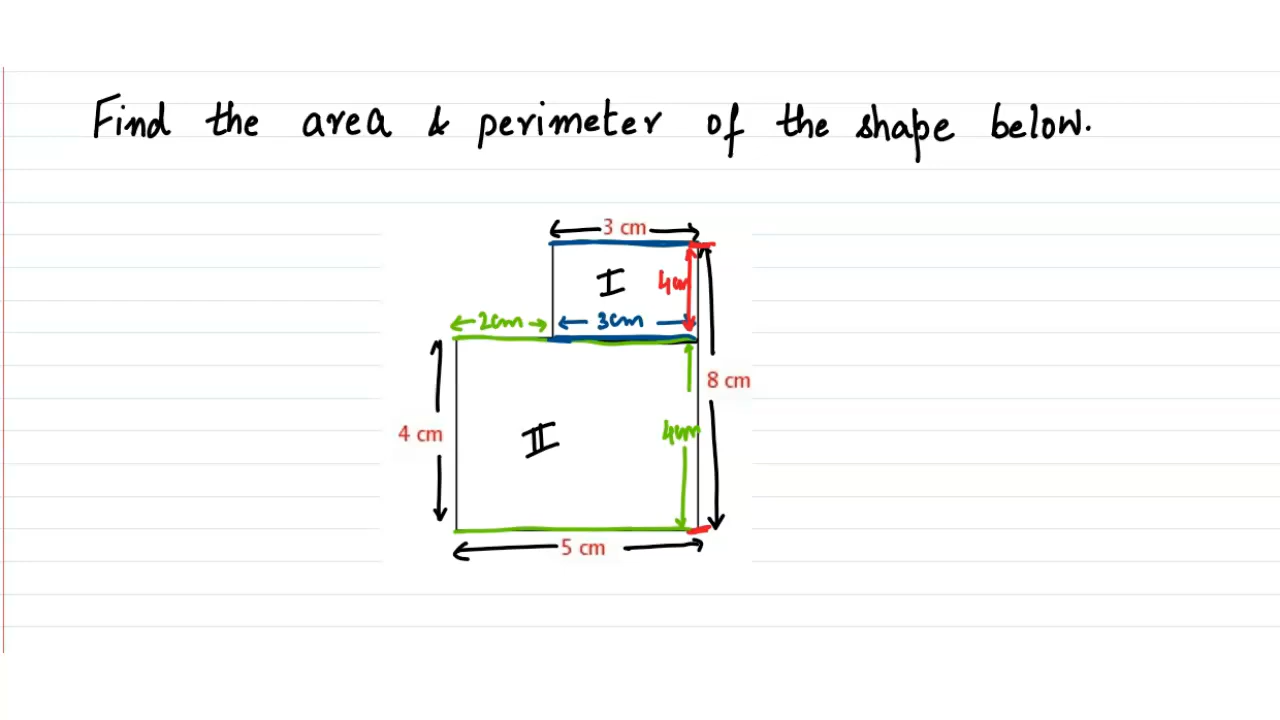 Find the area & perimeter of the shape below.
3 cm
I
4cm
2cm
3cm
8 cm
4 cm
II
4cm
5 cm